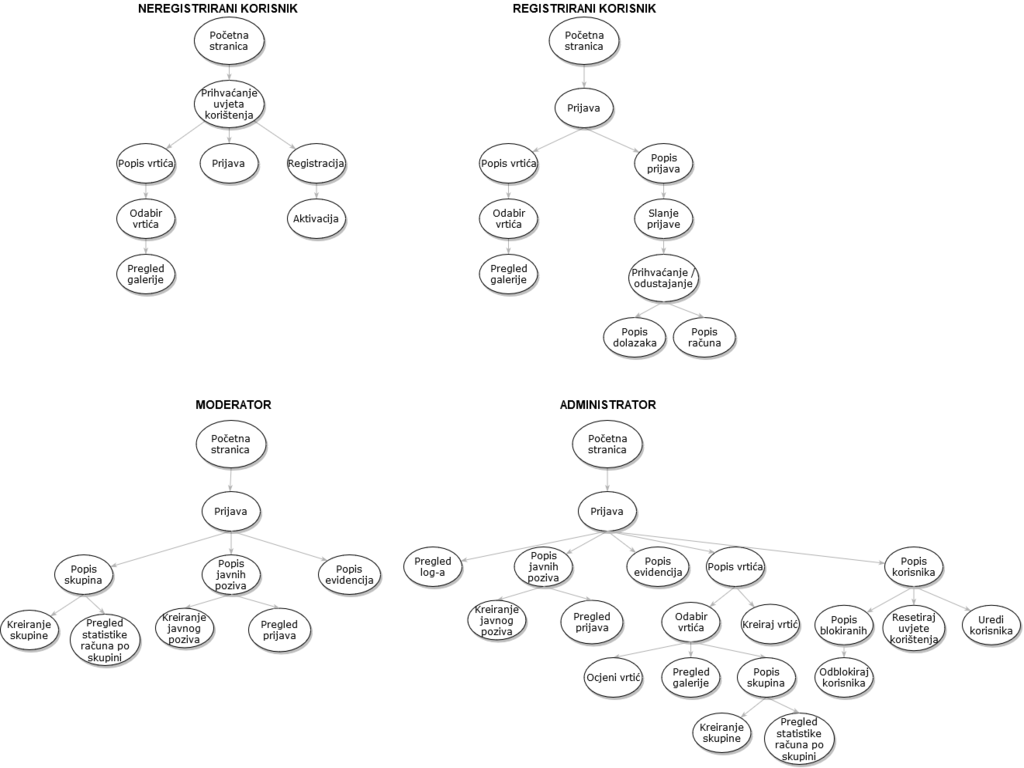 NEREGISTRIRANI KORISNIK
Početna
stranica
Prihvaćanje
uvjeta
korištenja
Popis vrtića
Prijava
Registracija
Odabir
vrtića
Aktivacija
Pregled
galerije
REGISTRIRANI KORISNIK
Početna
stranica
Prijava
Popis vrtića
Popis
prijava
Odabir
vrtića
Slanje
prijave
Pregled
galerije
Prihvaćanje /
odustajanje
Popis
dolazaka
Popis
računa
MODERATOR
Početna
stranica
Prijava
Popis
skupina
Popis
javnih
poziva
Popis
evidencija
Kreiranje
skupine
Pregled
statistike
računa po
skupini
Kreiranje
javnog
poziva
Pregled
prijava
ADMINISTRATOR
Početna
stranica
Prijava
Pregled
log-a
Popis
javnih
poziva
Popis
evidencija
Popis vrtića
Popis
korisnika
Kreiranje
javnog
poziva
Pregled
prijava
Odabir
vrtića
Kreiraj vrtić
Popis
blokiranih
Resetiraj
uvjete
korištenja
Uredi
korisnika
Ocjeni vrtić
Pregled
galerije
Popis
skupina
Odblokiraj
korisnika
Kreiranje
skupine
Pregled
statistike
računa po
skupini